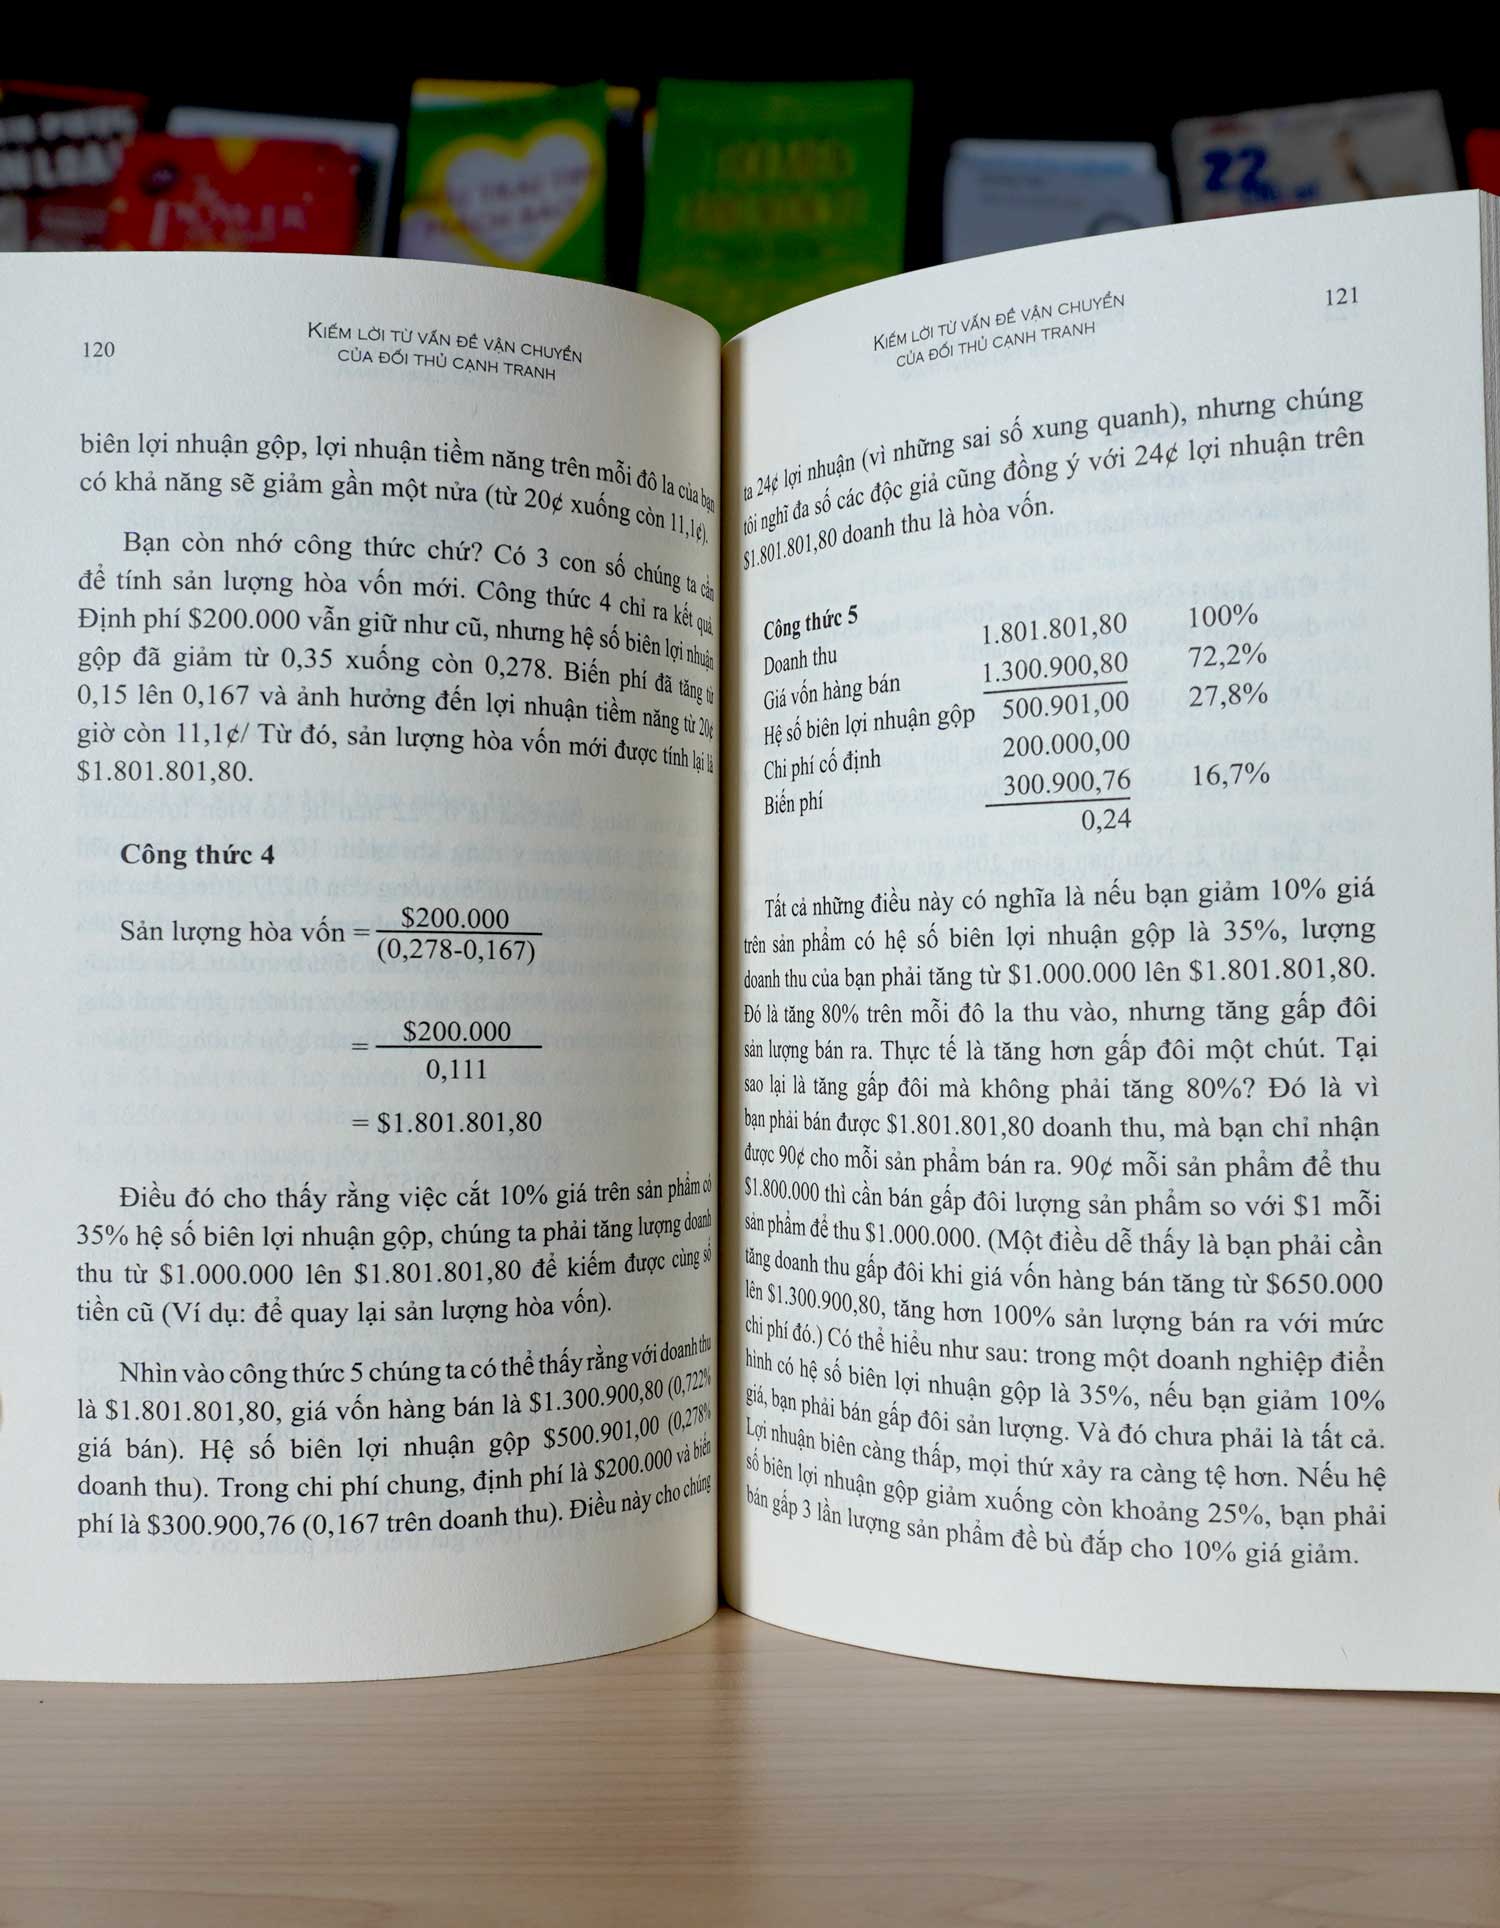 22
120
KIẾM LỜI TỪ VẤN ĐỀ VẬN CHUYỂN
CỦA ĐỐI THỦ CẠNH TRANH
biên lợi nhuận gộp, lợi nhuận tiềm năng trên mỗi đô la của bạn
có khả năng sẽ giảm gần một nửa (từ 20¢ xuống còn 11,1¢).
Bạn còn nhớ công thức chứ? Có 3 con số chúng ta cần
để tính sản lượng hòa vốn mới. Công thức 4 chỉ ra kết quả.
Định phí $200.000 vẫn giữ như cũ, nhưng hệ số biên lợi nhuận
gộp đã giảm từ 0,35 xuống còn 0,278. Biến phí đã tăng từ
0,15 lên 0,167 và ảnh hưởng đến lợi nhuận tiềm năng từ 20¢
giờ còn 11,1¢/ Từ đó, sản lượng hòa vốn mới được tính lại là
$1.801.801,80.
Công thức 4
Sản lượng hòa vốn = $200.000
(0,278-0,167)
= $200.000
0,111
= $1.801.801,80
Điều đó cho thấy rằng việc cắt 10% giá trên sản phẩm có
35% hệ số biên lợi nhuận gộp, chúng ta phải tăng lượng doanh
thu từ $1.000.000 lên $1.801.801,80 để kiếm được cùng số
tiền cũ (Ví dụ: để quay lại sản lượng hòa vốn).
Nhìn vào công thức 5 chúng ta có thể thấy rằng với doanh thu
là $1.801.801,80, giá vốn hàng bán là $1.300.900,80 (0,722%
giá bán). Hệ số biên lợi nhuận gộp $500.901,00 (0,278%
doanh thu). Trong chi phí chung, định phí là $200.000 và biến
phí là $300.900,76 (0,167 trên doanh thu). Điều này cho chúng
KIẾM LỜI TỪ VẤN ĐỀ VẬN CHUYỂN
CỦA ĐỐI THỦ CẠNH TRANH
121
ta 24¢ lợi nhuận (vì những sai số xung quanh), nhưng chúng
tôi nghĩ đa số các độc giả cũng đồng ý với 24¢ lợi nhuận trên
$1.801.801,80 doanh thu là hòa vốn.
Công thức 5
Doanh thu 1.801.801,80 100%
Giá vốn hàng bán 1.300.900,80 72,2%
Hệ số biên lợi nhuận gộp 500.901,00 27,8%
Chi phí cố định 200.000,00
Biến phí 300.900,76 16,7%
0,24
Tất cả những điều này có nghĩa là nếu bạn giảm 10% giá
trên sản phẩm có hệ số biên lợi nhuận gộp là 35%, lượng
doanh thu của bạn phải tăng từ $1.000.000 lên $1.801.801,80.
Đó là tăng 80% trên mỗi đô la thu vào, nhưng tăng gấp đôi
sản lượng bán ra. Thực tế là tăng hơn gấp đôi một chút. Tại
sao lại là tăng gấp đôi mà không phải tăng 80%? Đó là vì
bạn phải bán được $1.801.801,80 doanh thu, mà bạn chỉ nhận
được 90¢ cho mỗi sản phẩm bán ra. 90¢ mỗi sản phẩm để thu
$1.800.000 thì cần bán gấp đôi lượng sản phẩm so với $1 mỗi
sản phẩm để thu $1.000.000. (Một điều dễ thấy là bạn phải cần
tăng doanh thu gấp đôi khi giá vốn hàng bán tăng từ $650.000
lên $1.300.900,80, tăng hơn 100% sản lượng bán ra với mức
chi phí đó.) Có thể hiểu như sau: trong một doanh nghiệp điển
hình có hệ số biên lợi nhuận gộp là 35%, nếu bạn giảm 10%
giá, bạn phải bán gấp đôi sản lượng. Và đó chưa phải là tất cả.
Lợi nhuận biên càng thấp, mọi thứ xảy ra càng tệ hơn. Nếu hệ
số biên lợi nhuận gộp giảm xuống còn khoảng 25%, bạn phải
bán gấp 3 lần lượng sản phẩm để bù đắp cho 10% giá giảm.